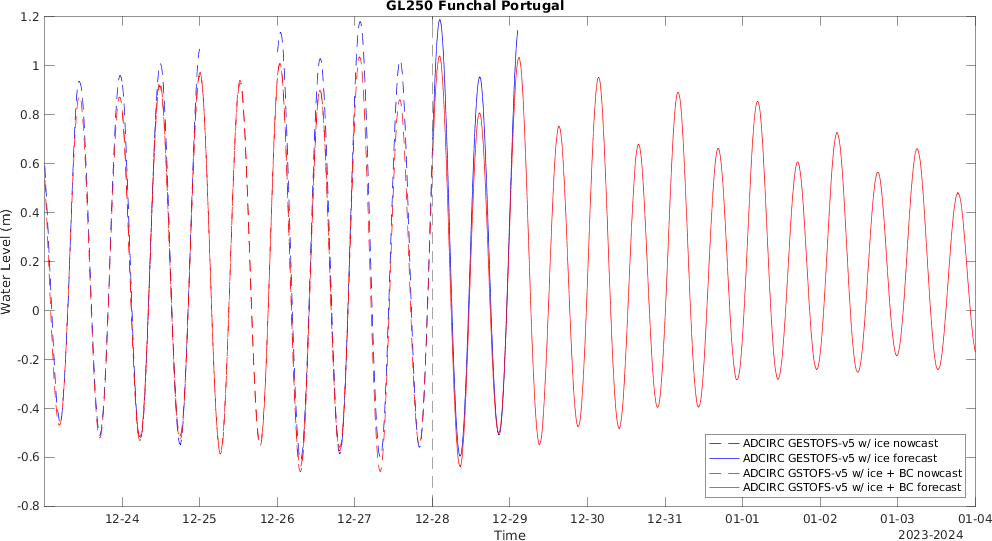 GL250 Funchal Portugal
1.2
1
0.8
0.6
0.4
0.2
0
-0.2
-0.4
-0.6
-0.8
Water Level (m)
ADCIRC GESTOFS-v5 w/ ice nowcast
ADCIRC GESTOFS-v5 w/ ice forecast
ADCIRC GSTOFS-v5 w/ ice + BC nowcast
ADCIRC GSTOFS-v5 w/ ice + BC forecast
12-24 12-25 12-26 12-27 12-28 12-29 12-30 12-31 01-01 01-02 01-03 01-04
Time
2023-2024